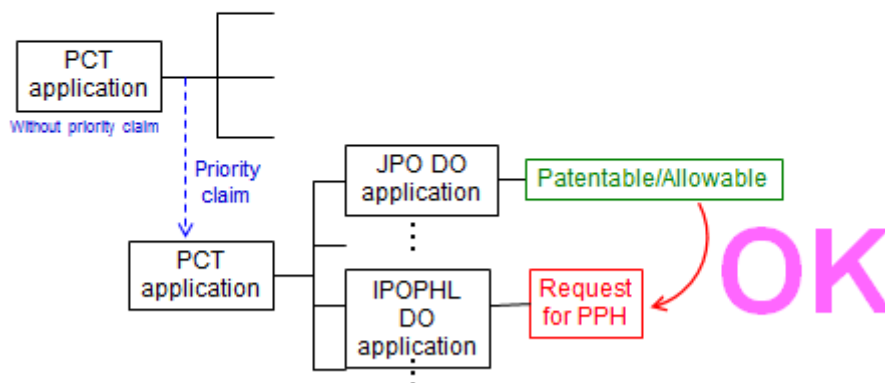 PCT
application
Without priority claim
Priority
claim
JPO DO
application
Patentable/Allowable
PCT
application
IPOPHL
DO
application
Request
for PPH
OK